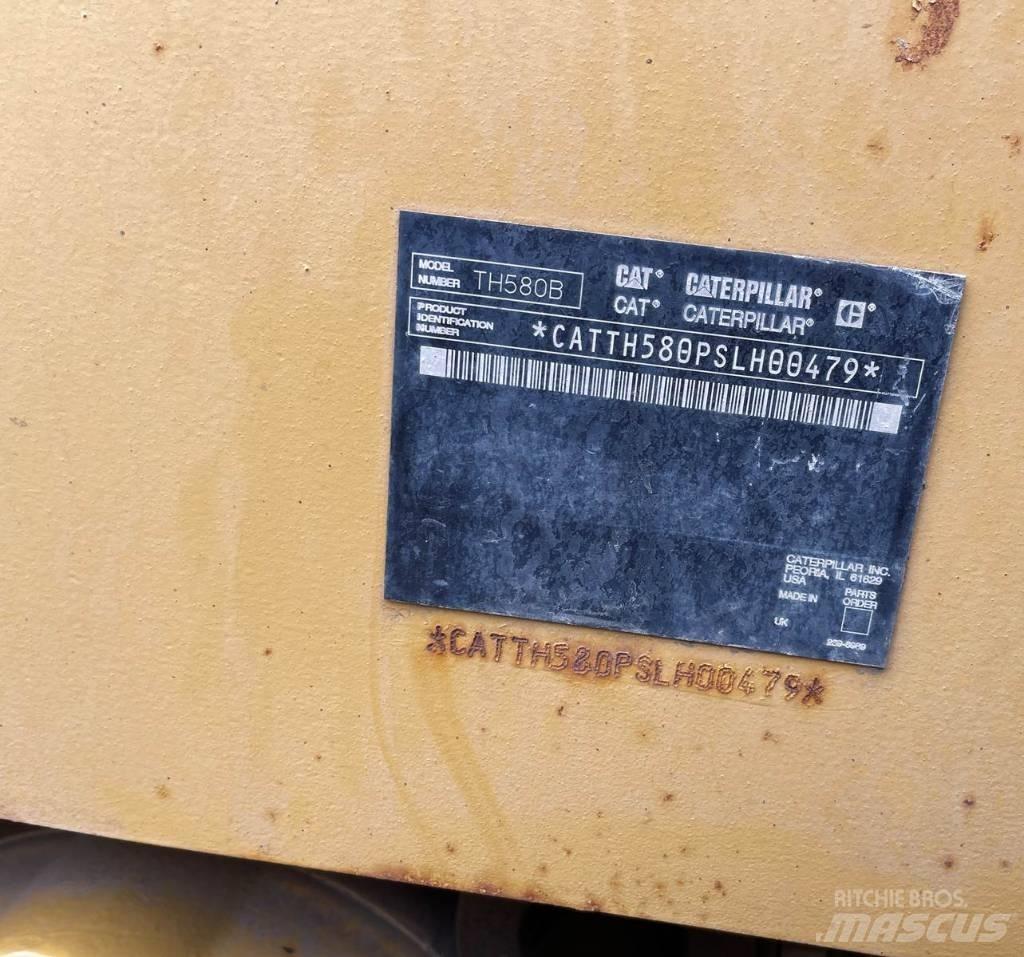 MODEL NUMBER TH580B
CAT® CATERPILLAR®
CAT® CATERPILLAR®
PRODUCT IDENTIFICATION NUMBER *CATTH580PSLH00479*
CATERPILLAR INC.
PEORIA, IL 61629
USA
MADE IN
UK
PARTS ORDER
*CATTH580PSLH00479*
RITCHIE BROS.
MASCUS